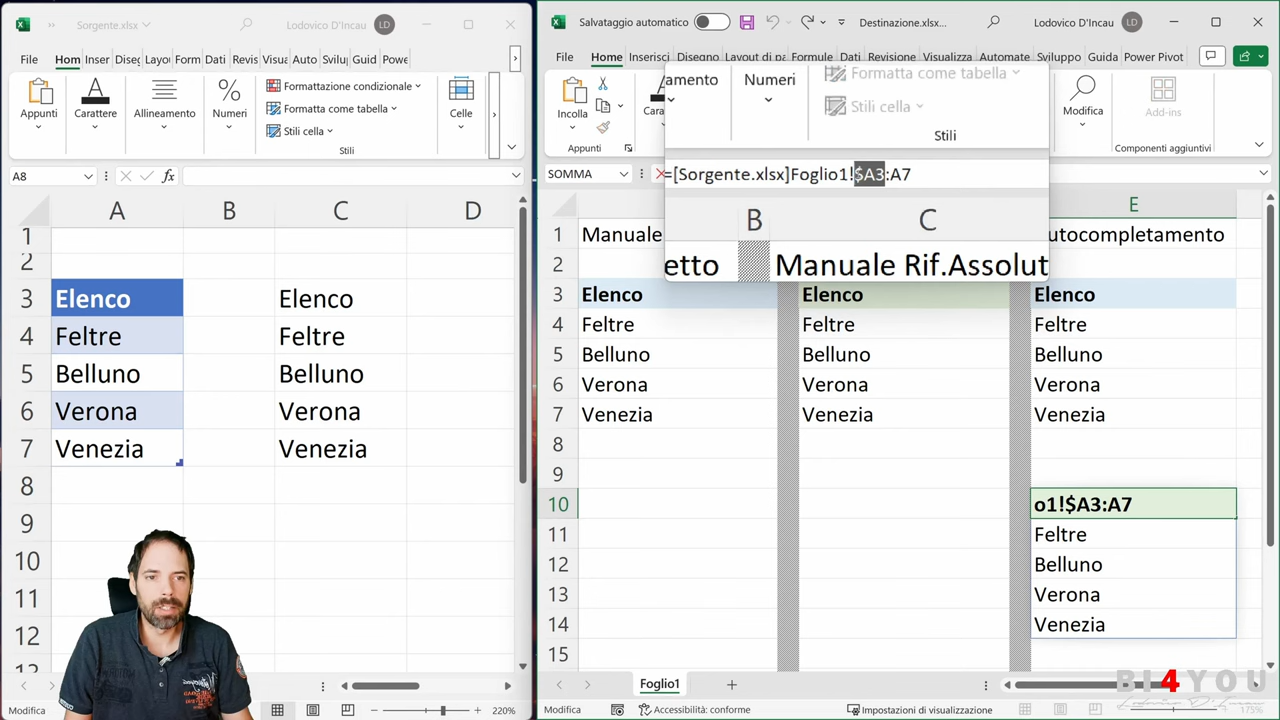 Sorgente.xlsx
Lodovico D'Incau
LD
File
Hom
Inser
Diseg
Layou
Form
Dati
Revis
Visua
Auto
Svilup
Guid
Powe
Appunti
Carattere
Allineamento
Numeri
Formattazione condizionale
Formatta come tabella
Stili cella
Celle
Stili
A8
fx
A B C D
1
2
3 Elenco Elenco
4 Feltre Feltre
5 Belluno Belluno
6 Verona Verona
7 Venezia Venezia
8
9
10
11
12
Modifica
220%
Salvataggio automatico
Destinazione.xlsx...
Lodovico D'Incau
LD
File
Home
Inserisci
Disegno
Layout di pa
Formule
Dati
Revisione
Visualizza
Automate
Sviluppo
Guida
Power Pivot
Incolla
Appunti
amento
Numeri
Formatta come tabella
Stili cella
Stili
Modifica
Add-ins
Componenti aggiuntivi
SOMMA
=[Sorgente.xlsx]Foglio1!$A3:A7
B C
etto Manuale Rif.Assolut
E
1 Manuale utocompletamento
2
3 Elenco Elenco Elenco
4 Feltre Feltre Feltre
5 Belluno Belluno Belluno
6 Verona Verona Verona
7 Venezia Venezia Venezia
8
9
10 o1!$A3:A7
11 Feltre
12 Belluno
13 Verona
14 Venezia
15
Foglio1
BI4YOU
Lodovico D'Incau
Modifica
Accessibilità: conforme
Impostazioni di visualizzazione
175%